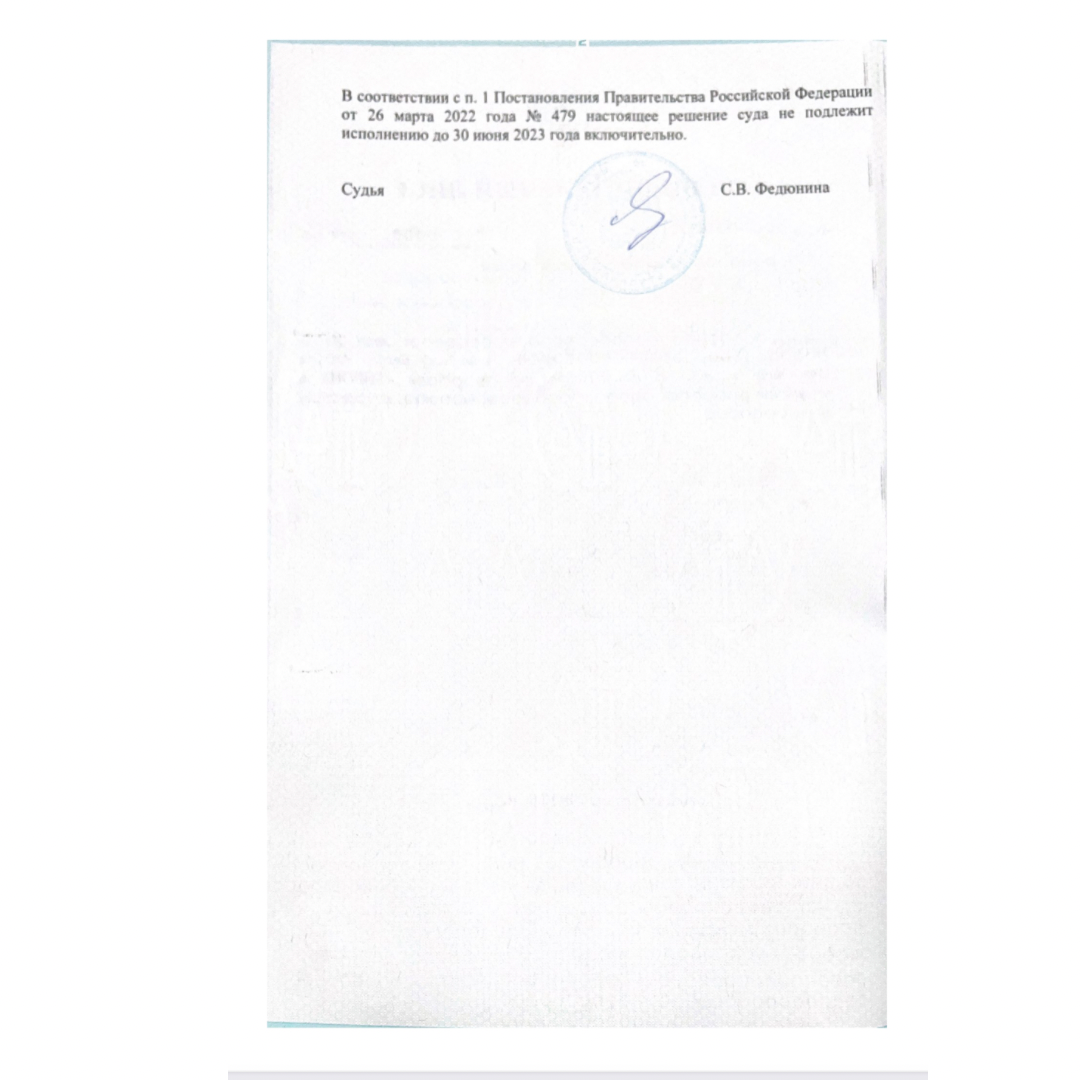 В соответствии с п. 1 Постановления Правительства Российской Федерации
от 26 марта 2022 года № 479 настоящее решение суда не подлежит
исполнению до 30 июня 2023 года включительно.
Судья С.В. Федюнина